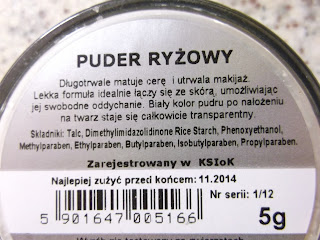 PUDER RYŻOWY
Długotrwale matuje cerę i utrwala makijaż.
Lekka formuła idealnie łączy się ze skórą, umożliwiając
jej swobodne oddychanie. Biały kolor pudru po nałożeniu
na twarz staje się całkowicie transparentny.
Składniki: Talc, Dimethylimidazolidinone Rice Starch, Phenoxyethanol,
Methylparaben, Ethylparaben, Butylparaben, Isobutylparaben, Propylparaben.
Zarejestrowany w KSIoK
Najlepiej zużyć przed końcem: 11.2014
Nr serii: 1/12
5 901647 005166
5g